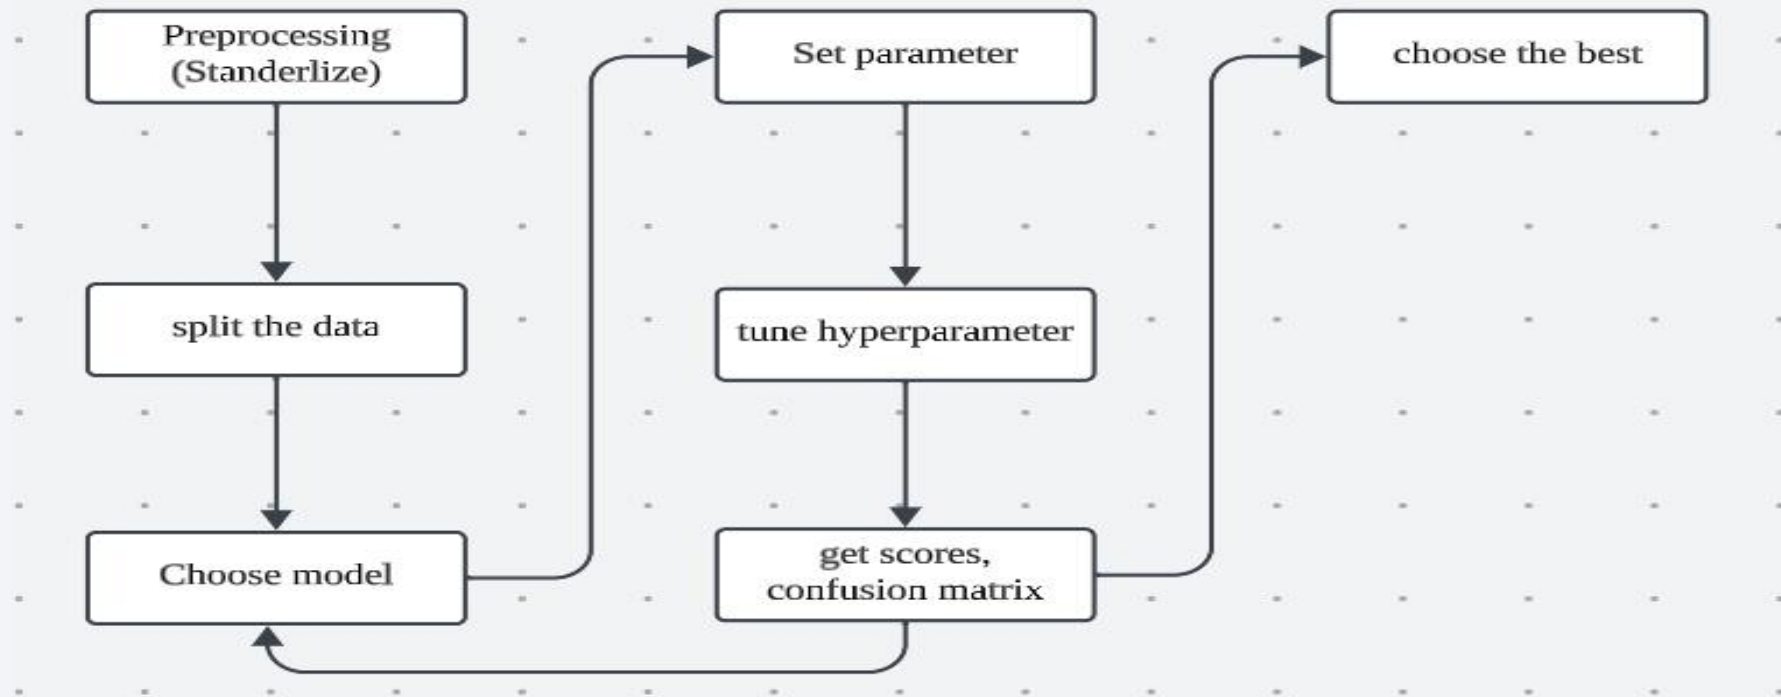 Preprocessing
(Standerlize)
split the data
Choose model
Set parameter
tune hyperparameter
get scores,
confusion matrix
choose the best